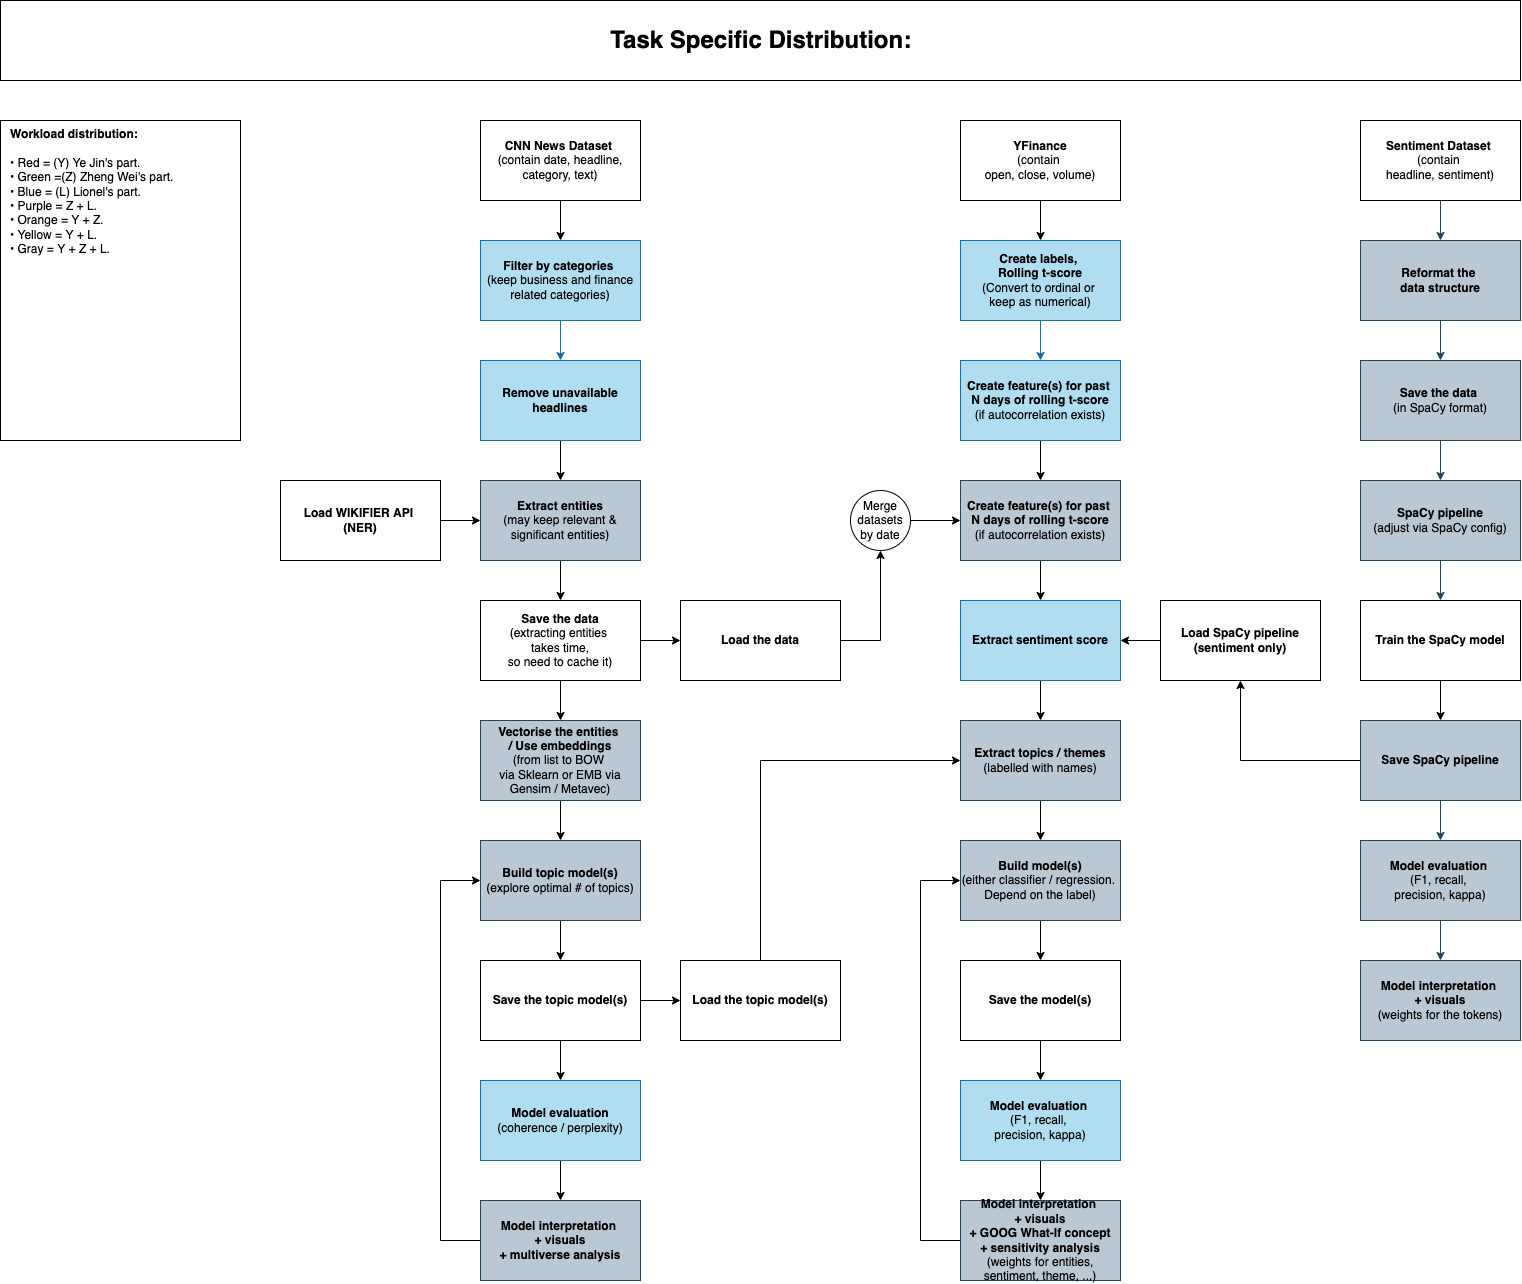 Task Specific Distribution:
Workload distribution:
• Red = (Y) Ye Jin's part.
• Green =(Z) Zheng Wei's part.
• Blue = (L) Lionel's part.
• Purple = Z + L.
• Orange = Y + Z.
• Yellow = Y + L.
• Gray = Y + Z + L.
CNN News Dataset
(contain date, headline,
category, text)
Filter by categories
(keep business and finance
related categories)
Remove unavailable
headlines
Load WIKIFIER API
(NER)
Extract entities
(may keep relevant &
significant entities)
Save the data
(extracting entities
takes time,
so need to cache it)
Load the data
Merge
datasets
by date
Vectorise the entities
/ Use embeddings
(from list to BOW
via Sklearn or EMB via
Gensim / Metavec)
Build topic model(s)
(explore optimal # of topics)
Save the topic model(s)
Load the topic model(s)
Model evaluation
(coherence / perplexity)
Model interpretation
+ visuals
+ multiverse analysis
YFinance
(contain
open, close, volume)
Create labels,
Rolling t-score
(Convert to ordinal or
keep as numerical)
Create feature(s) for past
N days of rolling t-score
(if autocorrelation exists)
Create feature(s) for past
N days of rolling t-score
(if autocorrelation exists)
Extract sentiment score
Load SpaCy pipeline
(sentiment only)
Extract topics / themes
(labelled with names)
Build model(s)
(either classifier / regression.
Depend on the label)
Save the model(s)
Model evaluation
(F1, recall,
precision, kappa)
Model interpretation
+ visuals
+ GOOG What-If concept
+ sensitivity analysis
(weights for entities,
sentiment, theme, ...)
Sentiment Dataset
(contain
headline, sentiment)
Reformat the
data structure
Save the data
(in SpaCy format)
SpaCy pipeline
(adjust via SpaCy config)
Train the SpaCy model
Save SpaCy pipeline
Model evaluation
(F1, recall,
precision, kappa)
Model interpretation
+ visuals
(weights for the tokens)